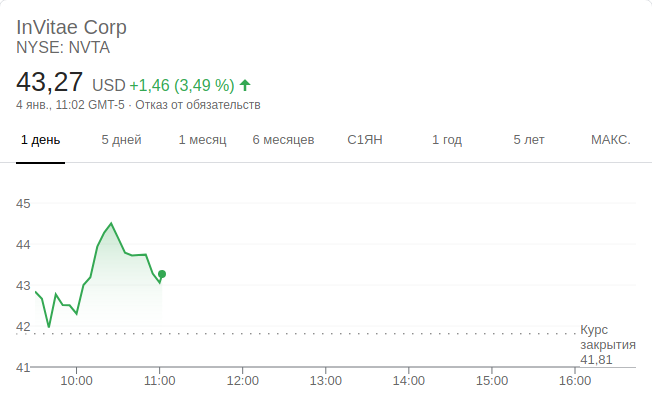 InVitae Corp
NYSE: NVTA
43,27 USD +1,46 (3,49 %)
4 янв., 11:02 GMT-5 · Отказ от обязательств
1 день 5 дней 1 месяц 6 месяцев С1ЯН 1 год 5 лет МАКС.
45
44
43
42
41
Курс
закрытия
41,81
10:00 11:00 12:00 13:00 14:00 15:00 16:00